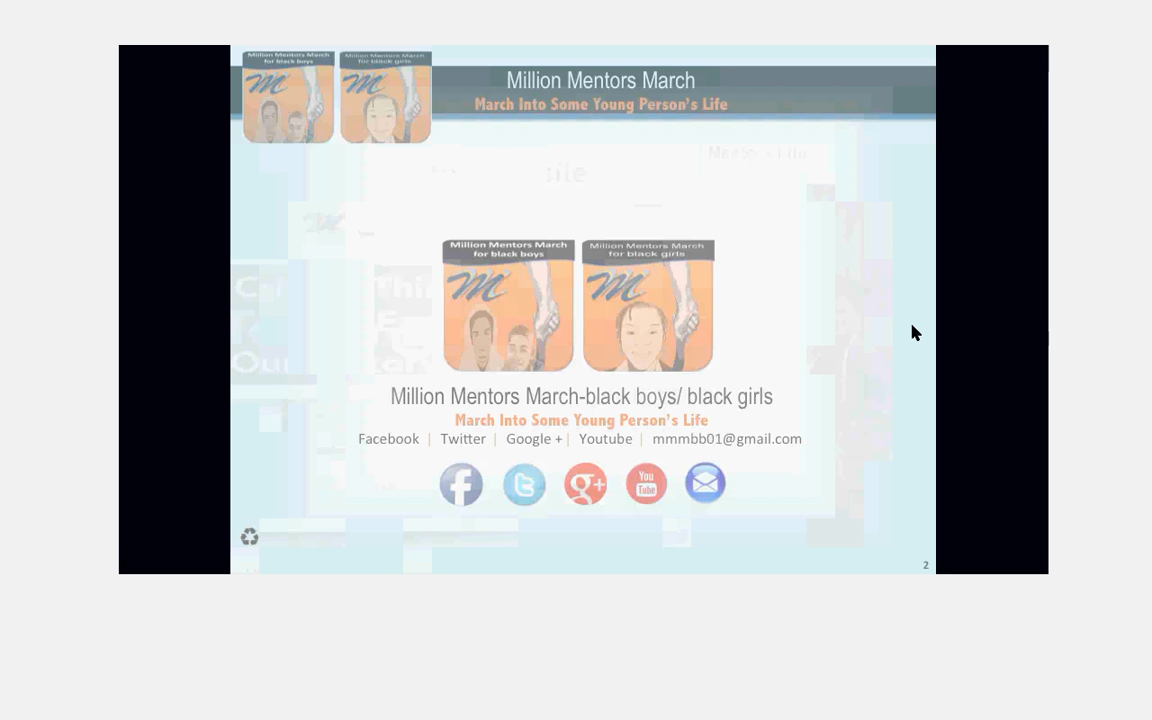 Million Mentors March
for black boys
Million Mentors March
for black girls
Million Mentors March
March Into Some Young Person's Life
Million Mentors March
for black boys
Million Mentors March
for black girls
Million Mentors March-black boys/ black girls
March Into Some Young Person's Life
Facebook | Twitter | Google + | Youtube | mmmbb01@gmail.com
f
t
g+
You
Tube
2